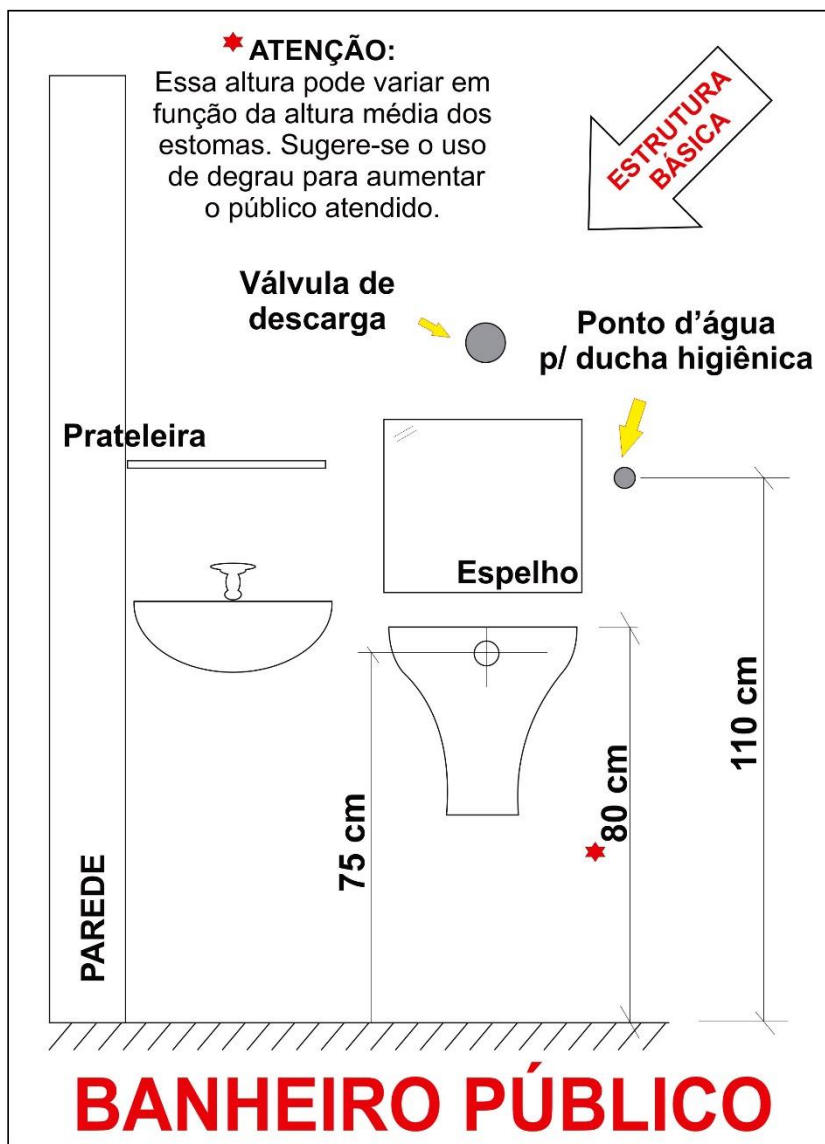 ATENÇÃO:
Essa altura pode variar em
função da altura média dos
estomas. Sugere-se o uso
de degrau para aumentar
o público atendido.
ESTRUTURA
BÁSICA
Válvula de
descarga
Ponto d’água
p/ ducha higiênica
Prateleira
Espelho
75 cm
80 cm
110 cm
PAREDE
BANHEIRO PÚBLICO